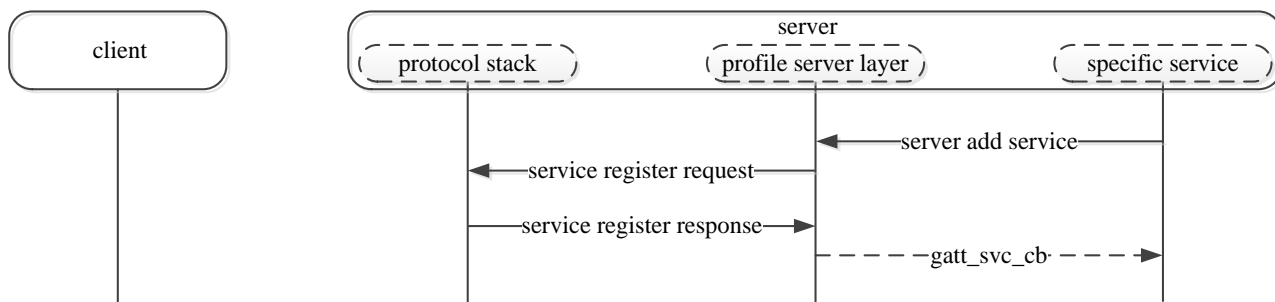 client
server
protocol stack
profile server layer
specific service
server add service
service register request
service register response
gatt_svc_cb